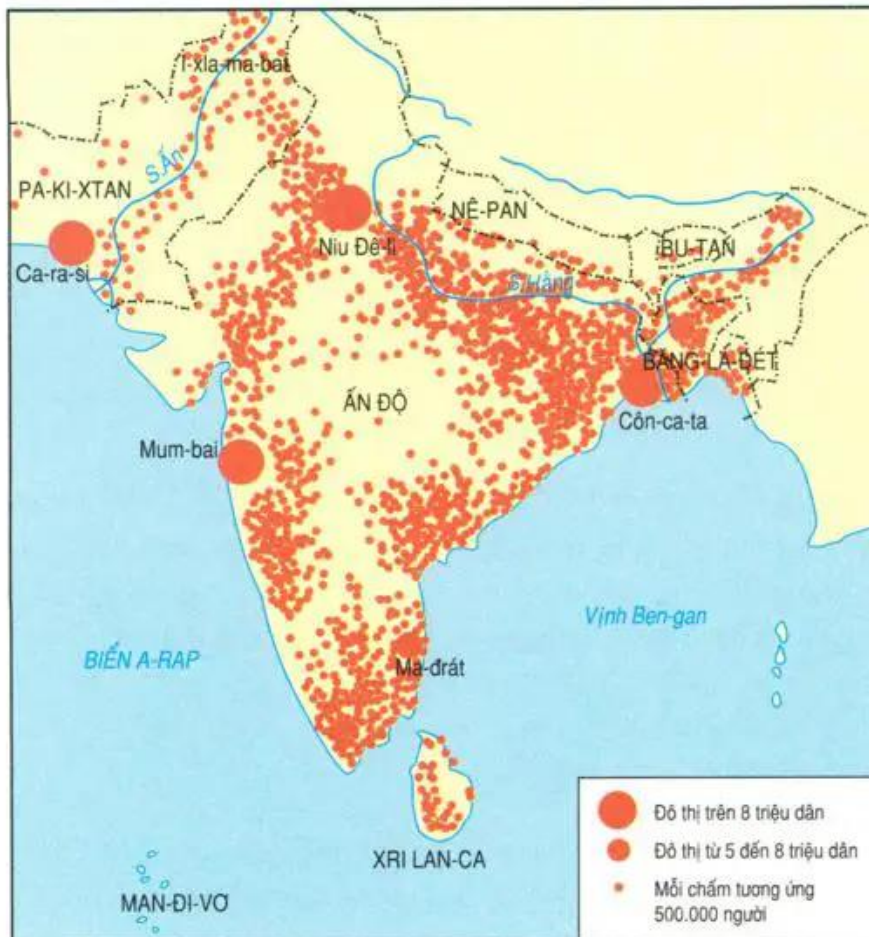 I-xla-ma-bat
S.Ấn
PA-KI-XTAN
NÊ-PAN
BU-TAN
Niu Đê-li
Ca-ra-si
S.Hằng
BĂNG-LA-ĐÉT
ẤN ĐỘ
Côn-ca-ta
Mum-bai
Vịnh Ben-gan
BIỂN A-RAP
Ma-đrát
XRI LAN-CA
MAN-ĐI-VƠ
Đô thị trên 8 triệu dân
Đô thị từ 5 đến 8 triệu dân
Mỗi chấm tương ứng
500.000 người